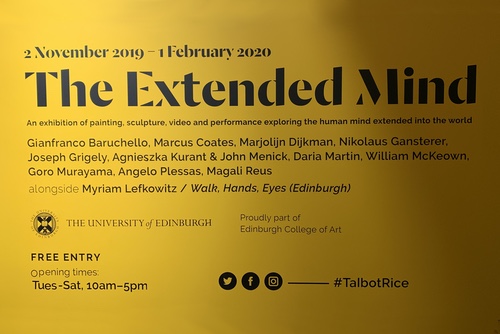 2 November 2019 – 1 February 2020
The Extended Mind
An exhibition of painting, sculpture, video and performance exploring the human mind extended into the world
Gianfranco Baruchello, Marcus Coates, Marjolijn Dijkman, Nikolaus Gansterer,
Joseph Grigely, Agnieszka Kurant & John Menick, Daria Martin, William McKeown,
Goro Murayama, Angelo Plessas, Magali Reus
alongside Myriam Lefkowitz / Walk, Hands, Eyes (Edinburgh)
THE UNIVERSITY of EDINBURGH
Proudly part of
Edinburgh College of Art
FREE ENTRY
Opening times:
Tues-Sat, 10am–5pm
#TalbotRice